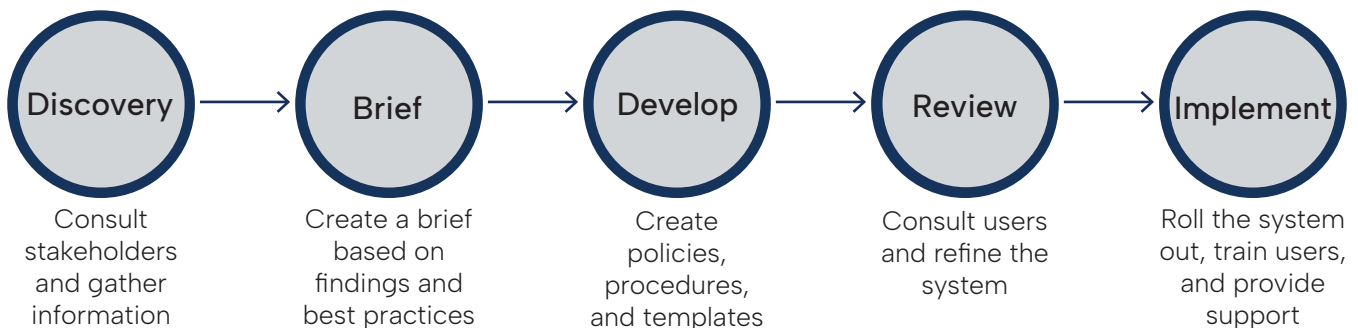 Discovery
Consult
stakeholders
and gather
information
Brief
Create a brief
based on
findings and
best practices
Develop
Create
policies,
procedures,
and templates
Review
Consult users
and refine the
system
Implement
Roll the system
out, train users,
and provide
support